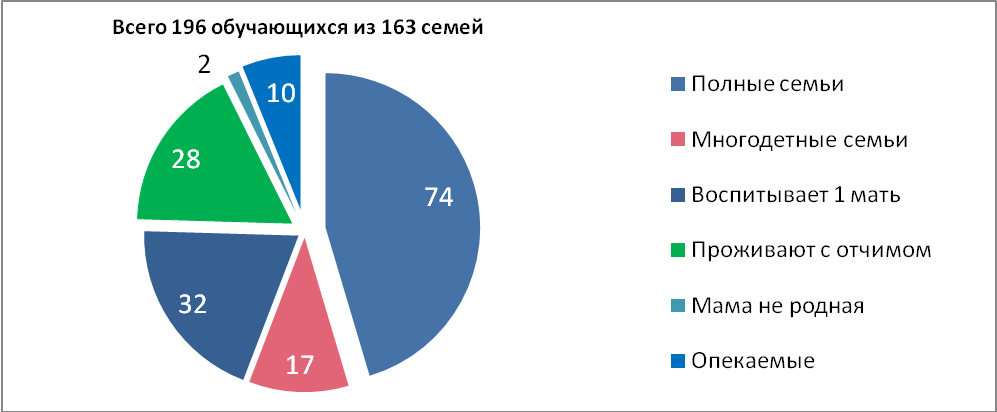 Всего 196 обучающихся из 163 семей
2
10
74
28
32
17
Полные семьи
Многодетные семьи
Воспитывает 1 мать
Проживают с отчимом
Мама не родная
Опекаемые